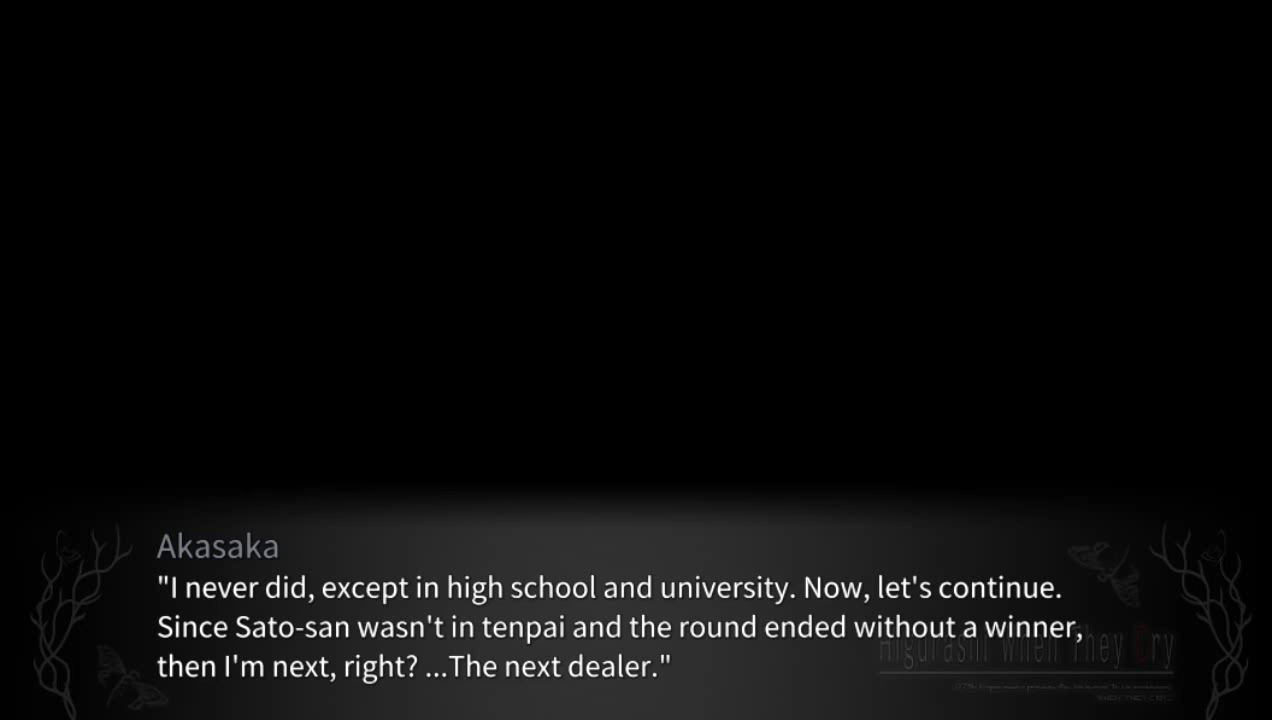 Akasaka
"I never did, except in high school and university. Now, let's continue.
Since Sato-san wasn't in tenpai and the round ended without a winner,
then I'm next, right? ...The next dealer."
Higurashi When They Cry